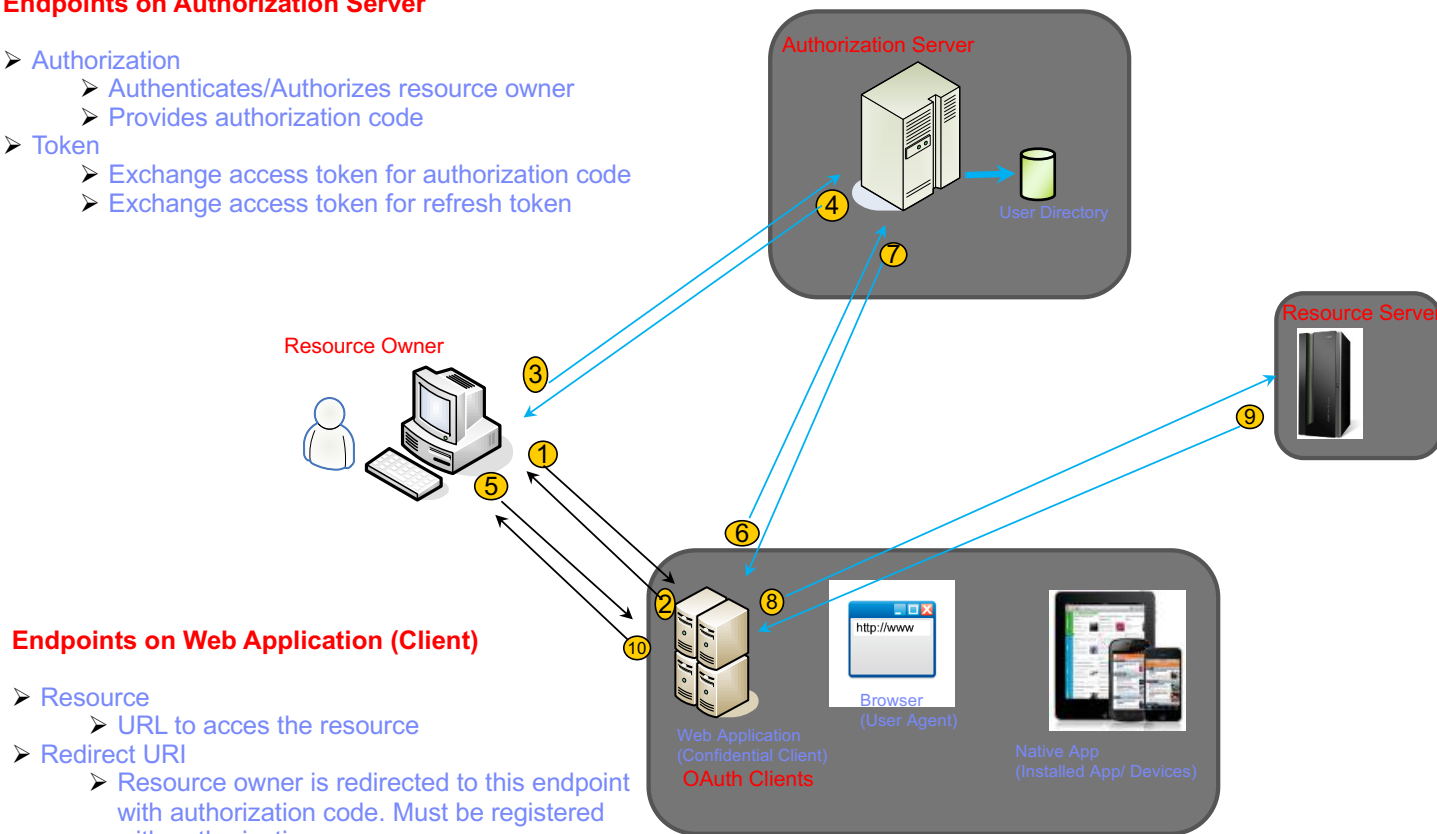 Endpoints on Authorization Server
➢ Authorization
➢ Authenticates/Authorizes resource owner
➢ Provides authorization code
➢ Token
➢ Exchange access token for authorization code
➢ Exchange access token for refresh token
Authorization Server
User Directory
4
7
Resource Server
9
Resource Owner
3
1
5
6
2
8
10
http://www
Browser
(User Agent)
Web Application
(Confidential Client)
OAuth Clients
Native App
(Installed App/ Devices)
Endpoints on Web Application (Client)
➢ Resource
➢ URL to acces the resource
➢ Redirect URI
➢ Resource owner is redirected to this endpoint
with authorization code. Must be registered